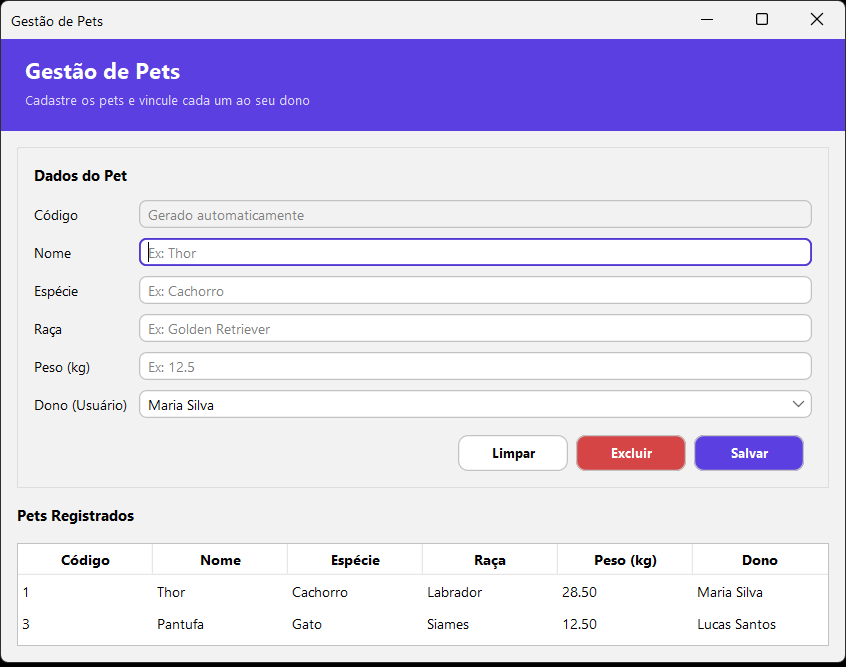 Gestão de Pets
Gestão de Pets
Cadastre os pets e vincule cada um ao seu dono
Dados do Pet
Código Gerado automaticamente
Nome Ex: Thor
Espécie Ex: Cachorro
Raça Ex: Golden Retriever
Peso (kg) Ex: 12.5
Dono (Usuário) Maria Silva
Limpar Excluir Salvar
Pets Registrados
Código Nome Espécie Raça Peso (kg) Dono
1 Thor Cachorro Labrador 28.50 Maria Silva
3 Pantufa Gato Siames 12.50 Lucas Santos